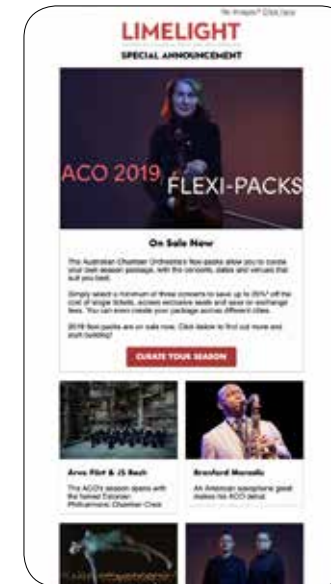 No images? Click here
LIMELIGHT
SPECIAL ANNOUNCEMENT
ACO 2019 FLEXI-PACKS
On Sale Now
The Australian Chamber Orchestra's flexi-packs allow you to create
your own season package, with the concerts, dates and venues that
suit you best.
Simply select a minimum of three concerts to save up to 25%* off the
cost of single tickets, access exclusive seats and save on exchange
fees. You can even create your package across different cities.
2019 flexi-packs are on sale now. Click below to find out more and
start building!
CURATE YOUR SEASON
Arvo Pärt & JS Bach
The ACO's season opens with
the famed Estonian
Philharmonic Chamber Choir.
Branford Marsalis
An American saxophone great
makes his ACO debut.